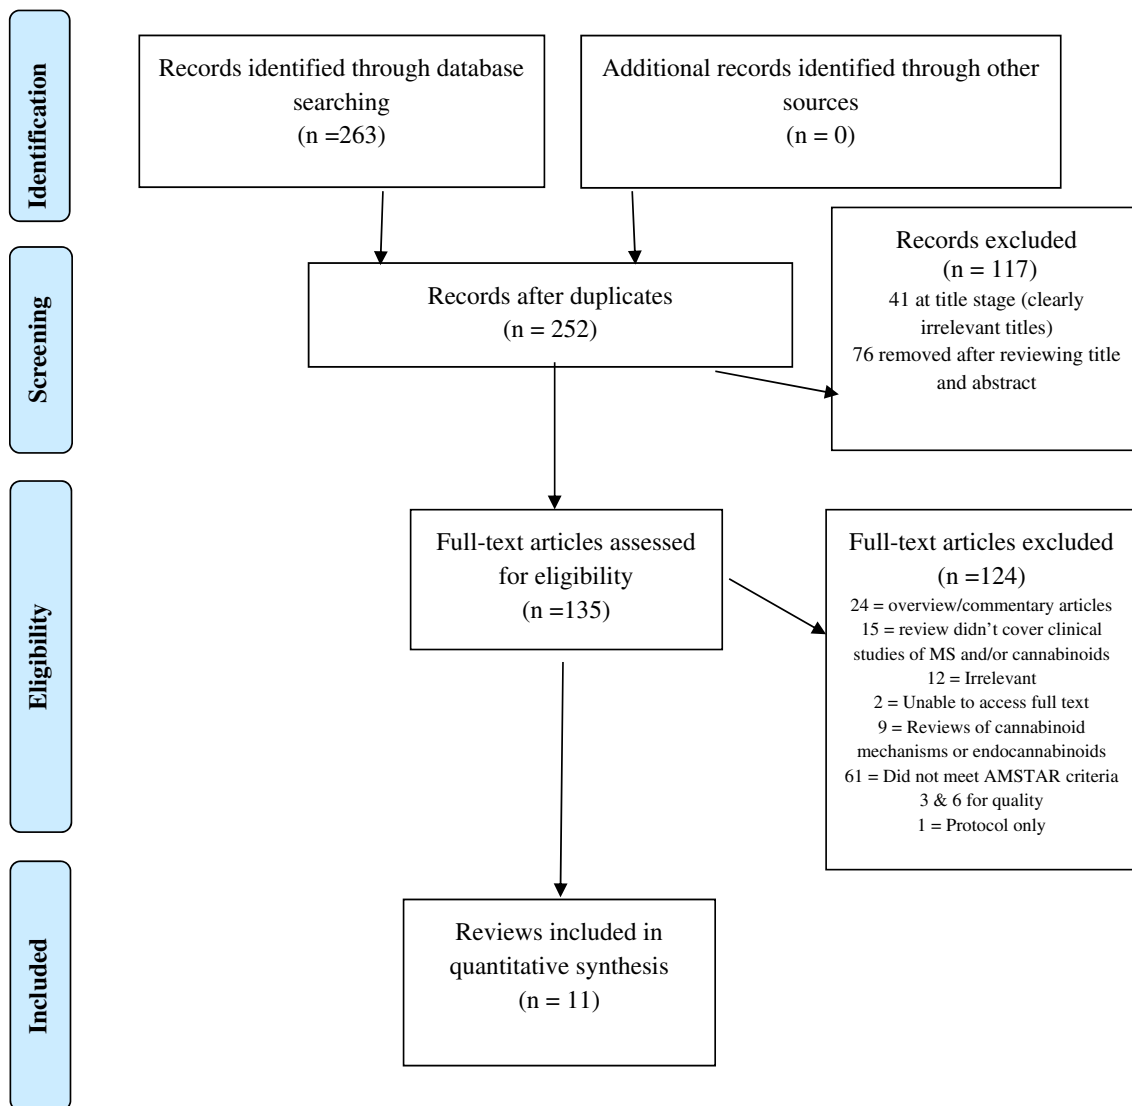 Identification
Records identified through database
searching
(n =263)
Additional records identified through other
sources
(n = 0)
Screening
Records after duplicates
(n = 252)
Records excluded
(n = 117)
41 at title stage (clearly
irrelevant titles)
76 removed after reviewing title
and abstract
Eligibility
Full-text articles assessed
for eligibility
(n =135)
Full-text articles excluded
(n =124)
24 = overview/commentary articles
15 = review didn’t cover clinical
studies of MS and/or cannabinoids
12 = Irrelevant
2 = Unable to access full text
9 = Reviews of cannabinoid
mechanisms or endocannabinoids
61 = Did not meet AMSTAR criteria
3 & 6 for quality
1 = Protocol only
Included
Reviews included in
quantitative synthesis
(n = 11)